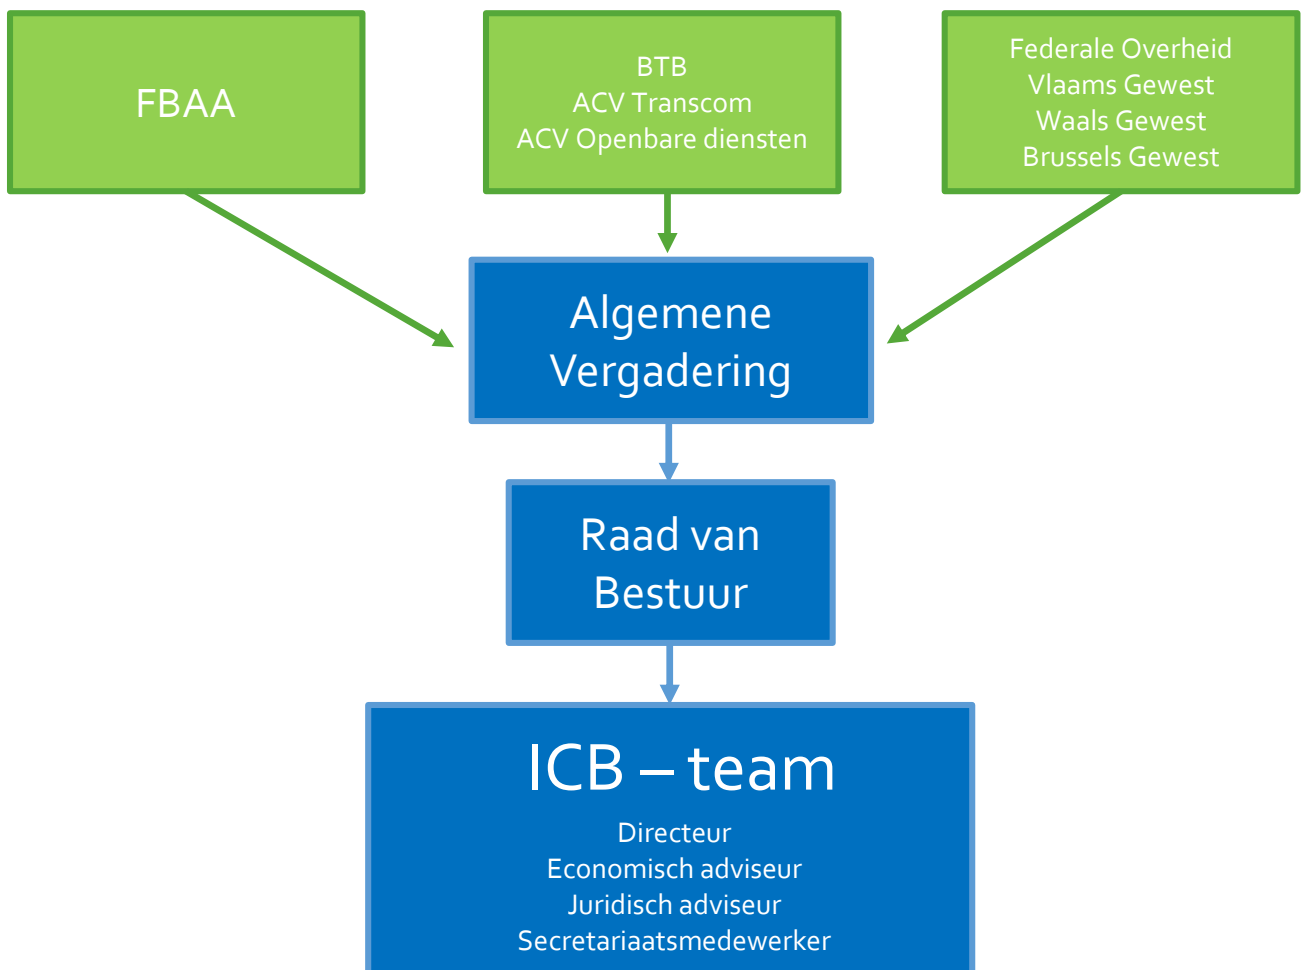 FBAA
BTB
ACV Transcom
ACV Openbare diensten
Federale Overheid
Vlaams Gewest
Waals Gewest
Brussels Gewest
Algemene
Vergadering
Raad van
Bestuur
ICB – team
Directeur
Economisch adviseur
Juridisch adviseur
Secretariaatsmedewerker